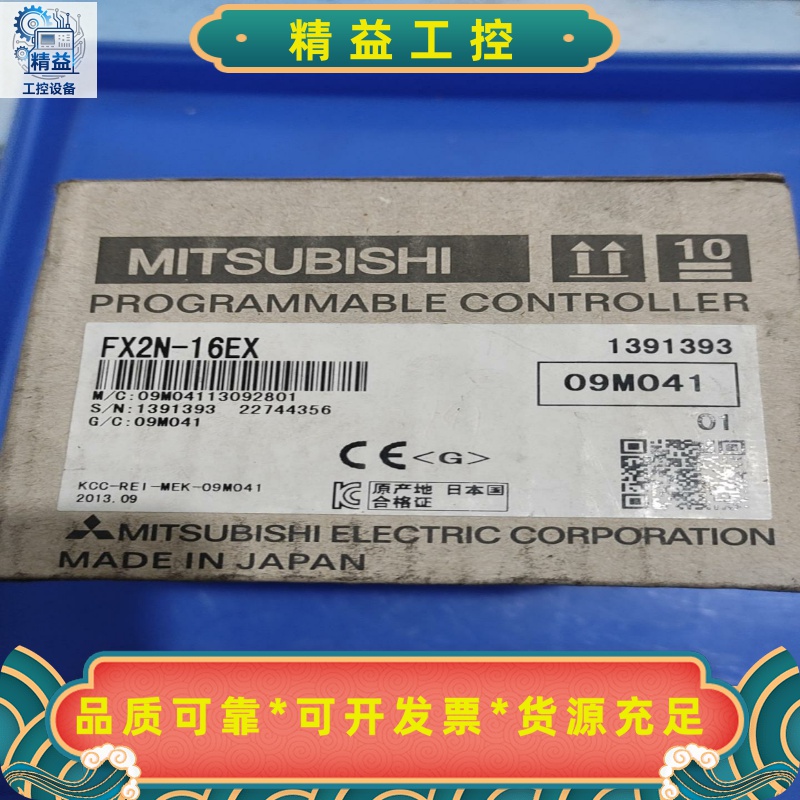 精益工控
精益
工控设备
MITSUBISHI
10
PROGRAMMABLE CONTROLLER
FX2N-16EX
1391393
M/C:09M04113092801
09M041
S/N:1391393 22744356
G/C:09M041
01
CE <G>
KCC-REI-MEK-09M041
2013.09
原产地 日本国
合格证
MITSUBISHI ELECTRIC CORPORATION
MADE IN JAPAN
品质可靠*可开发票*货源充足